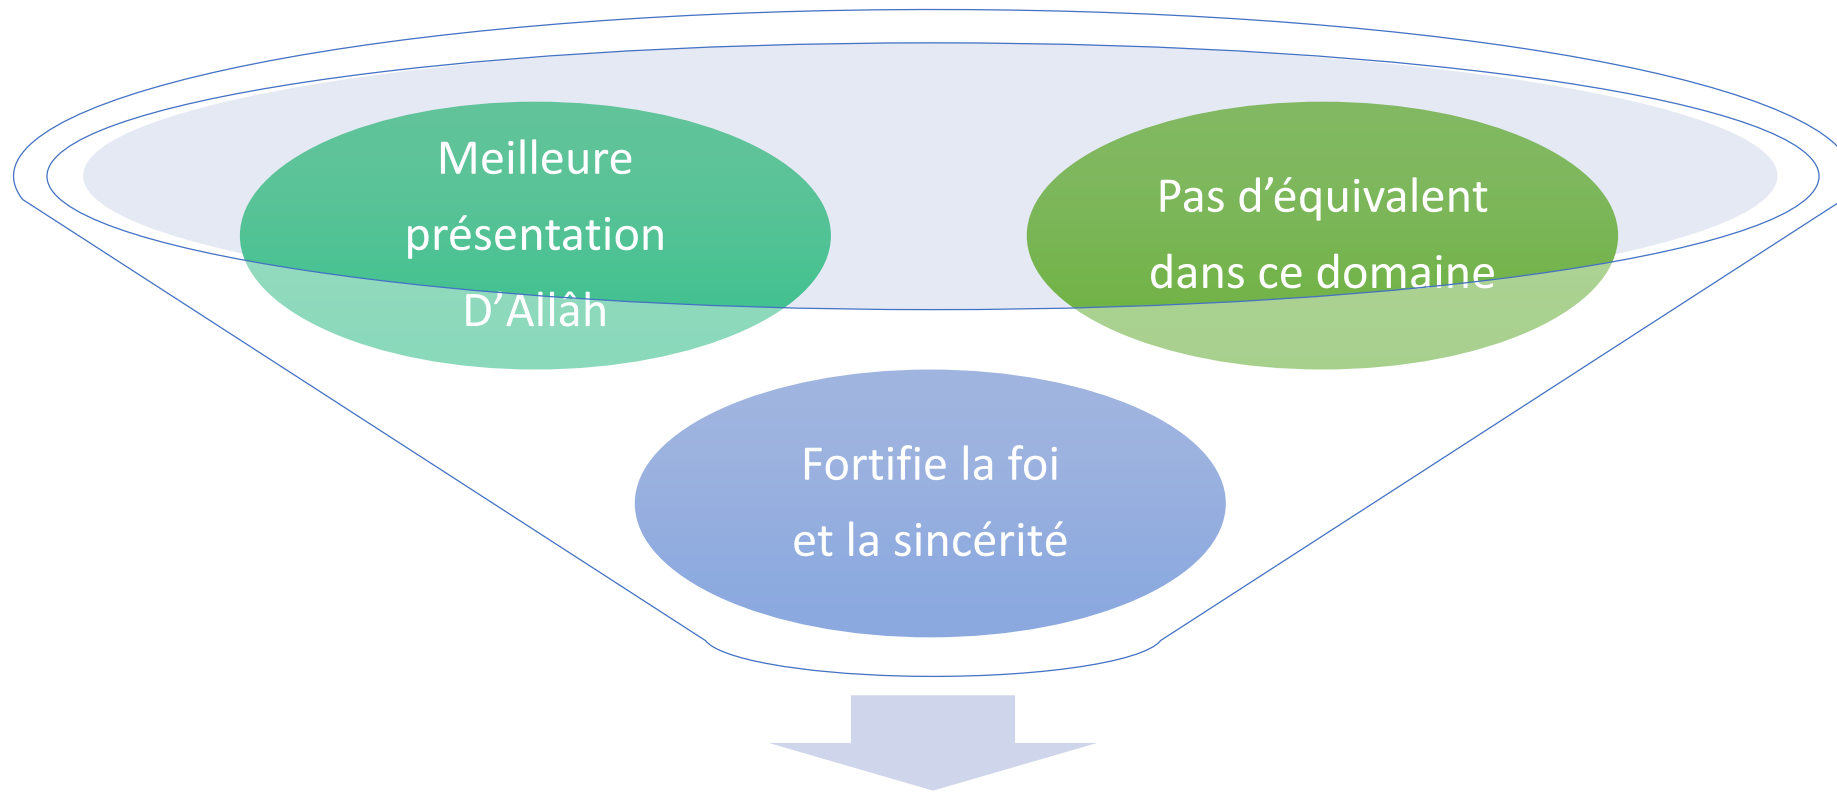 Meilleure
présentation
D’Allâh
Pas d’équivalent
dans ce domaine
Fortifie la foi
et la sincérité